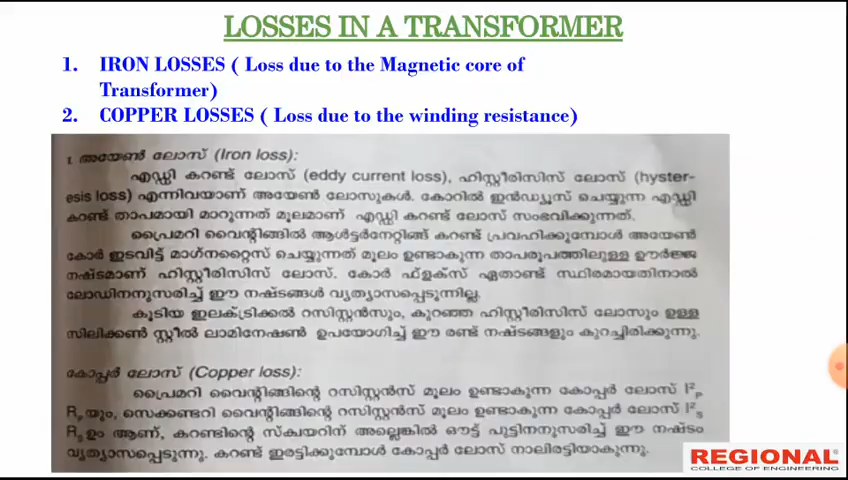 LOSSES IN A TRANSFORMER
1. IRON LOSSES ( Loss due to the Magnetic core of
Transformer)
2. COPPER LOSSES ( Loss due to the winding resistance)
1 അയേൺ ലോസ് (Iron loss):
എഡ്ഡി കറണ്ട് ലോസ് (eddy current loss), ഹിസ്റ്റീരിസിസ് ലോസ് (hyster-
esis loss) എന്നിവയാണ് അയേൺ ലോസുകൾ. കോറിൽ ഇൻഡ്യൂസ് ചെയ്യുന്ന എഡ്ഡി
കറണ്ട് താപമായി മാറുന്നത് മൂലമാണ് എഡ്ഡി കറണ്ട് ലോസ് സംഭവിക്കുന്നത്.
പ്രൈമറി വൈന്റിങ്ങിൽ ആൾട്ടർനേറ്റിങ്ങ് കറണ്ട് പ്രവഹിക്കുമ്പോൾ അയേൺ
കോർ ഇടവിട്ട് മാഗ്നറ്റൈസ് ചെയ്യുന്നത് മൂലം ഉണ്ടാകുന്ന താപരൂപത്തിലുള്ള ഊർജ്ജ
നഷ്ടമാണ് ഹിസ്റ്റീരിസിസ് ലോസ്. കോർ ഫ്ളക്സ് ഏതാണ്ട് സ്ഥിരമായതിനാൽ
ലോഡിനനുസരിച്ച് ഈ നഷ്ടങ്ങൾ വ്യത്യാസപ്പെടുന്നില്ല.
കൂടിയ ഇലക്ട്രിക്കൽ റസിസ്റ്റൻസും, കുറഞ്ഞ ഹിസ്റ്റീരിസിസ് ലോസും ഉള്ള
സിലിക്കൺ സ്റ്റീൽ ലാമിനേഷൺ ഉപയോഗിച്ച് ഈ രണ്ട് നഷ്ടങ്ങളും കുറച്ചിരിക്കുന്നു.
കോപ്പർ ലോസ് (Copper loss):
പ്രൈമറി വൈന്റിങ്ങിന്റെ റസിസ്റ്റൻസ് മൂലം ഉണ്ടാകുന്ന കോപ്പർ ലോസ് I²P
RP യും, സെക്കണ്ടറി വൈന്റിങ്ങിന്റെ റസിസ്റ്റൻസ് മൂലം ഉണ്ടാകുന്ന കോപ്പർ ലോസ് I²S
RS ഉം ആണ്, കറണ്ടിന്റെ സ്ക്വയറിന് അല്ലെങ്കിൽ ഔട്ട് പുട്ടിനനുസരിച്ച് ഈ നഷ്ടം
വ്യത്യാസപ്പെടുന്നു. കറണ്ട് ഇരട്ടിക്കുമ്പോൾ കോപ്പർ ലോസ് നാലിരട്ടിയാകുന്നു.
REGIONAL
COLLEGE OF ENGINEERING